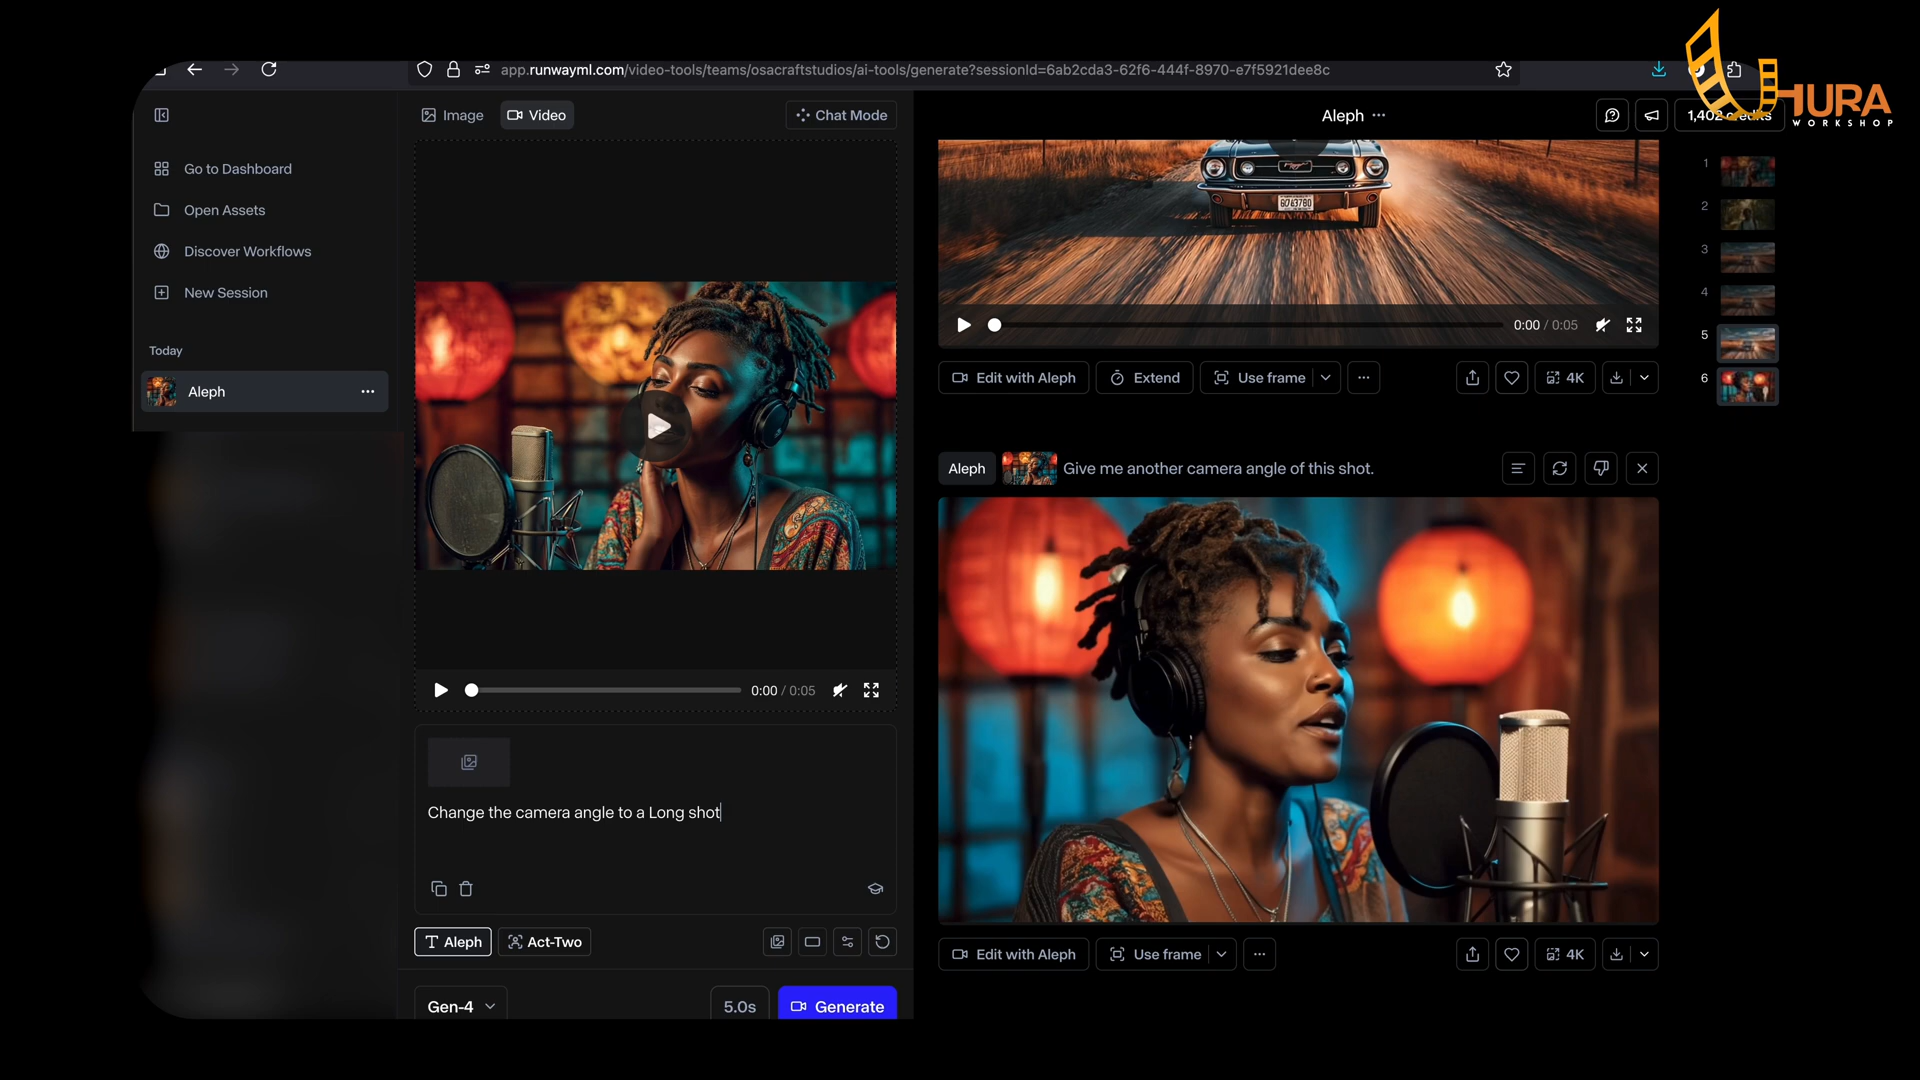 app.runwayml.com/video-tools/teams/osacraftstudios/ai-tools/generate?sessionId=6ab2cda3-62f6-444f-8970-e7f5921dee8c
HURA
WORKSHOP
Image
Video
Chat Mode
Aleph
1,402 credits
Go to Dashboard
Open Assets
Discover Workflows
New Session
Today
Aleph
0:00 / 0:05
Change the camera angle to a Long shot
Aleph
Act-Two
Gen-4
5.0s
Generate
0:00 / 0:05
Edit with Aleph
Extend
Use frame
4K
Aleph
Give me another camera angle of this shot.
Edit with Aleph
Use frame
4K
1
2
3
4
5
6